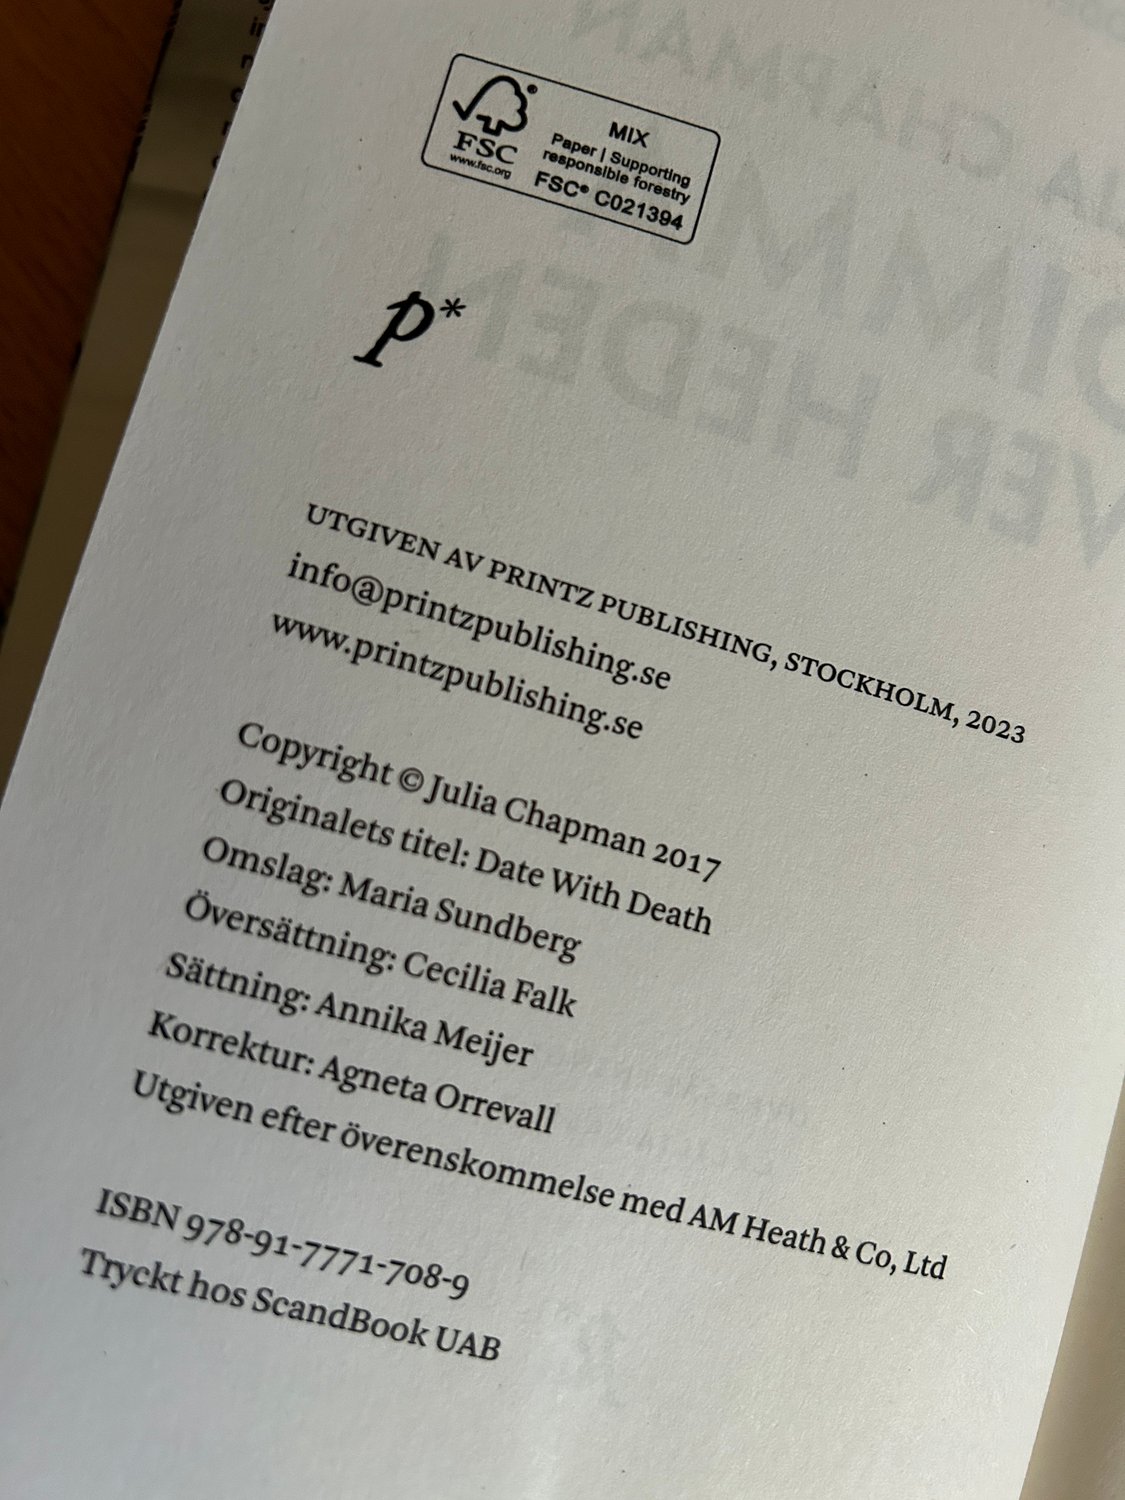 FSC®
www.fsc.org
MIX
Paper | Supporting
responsible forestry
FSC® C021394
p*
UTGIVEN AV PRINTZ PUBLISHING, STOCKHOLM, 2023
info@printzpublishing.se
www.printzpublishing.se
Copyright © Julia Chapman 2017
Originalets titel: Date With Death
Omslag: Maria Sundberg
Översättning: Cecilia Falk
Sättning: Annika Meijer
Korrektur: Agneta Orrevall
Utgiven efter överenskommelse med AM Heath & Co, Ltd
ISBN 978-91-7771-708-9
Tryckt hos ScandBook UAB